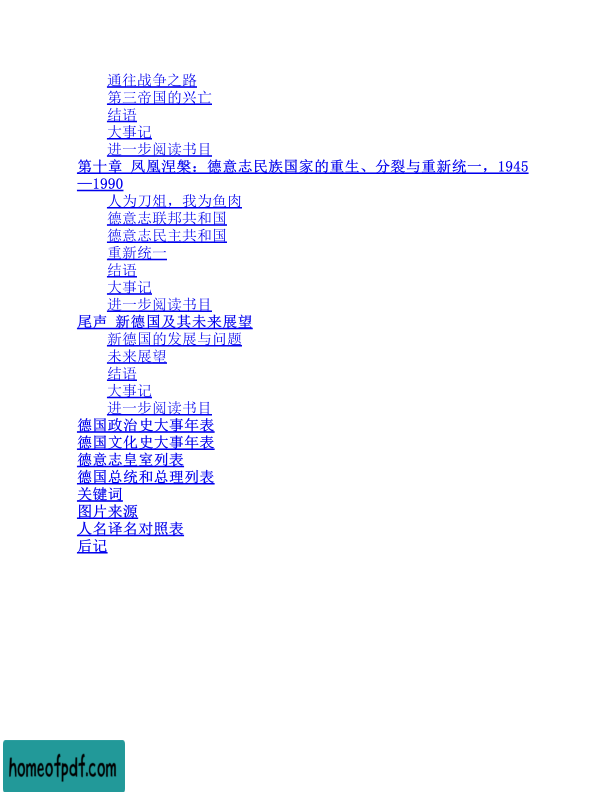 通往战争之路
第三帝国的兴亡
结语
大事记
进一步阅读书目
第十章 凤凰涅槃：德意志民族国家的重生、分裂与重新统一，1945
—1990
人为刀俎，我为鱼肉
德意志联邦共和国
德意志民主共和国
重新统一
结语
大事记
进一步阅读书目
尾声 新德国及其未来展望
新德国的发展与问题
未来展望
结语
大事记
进一步阅读书目
德国政治史大事年表
德国文化史大事年表
德意志皇室列表
德国总统和总理列表
关键词
图片来源
人名译名对照表
后记
homeofpdf.com